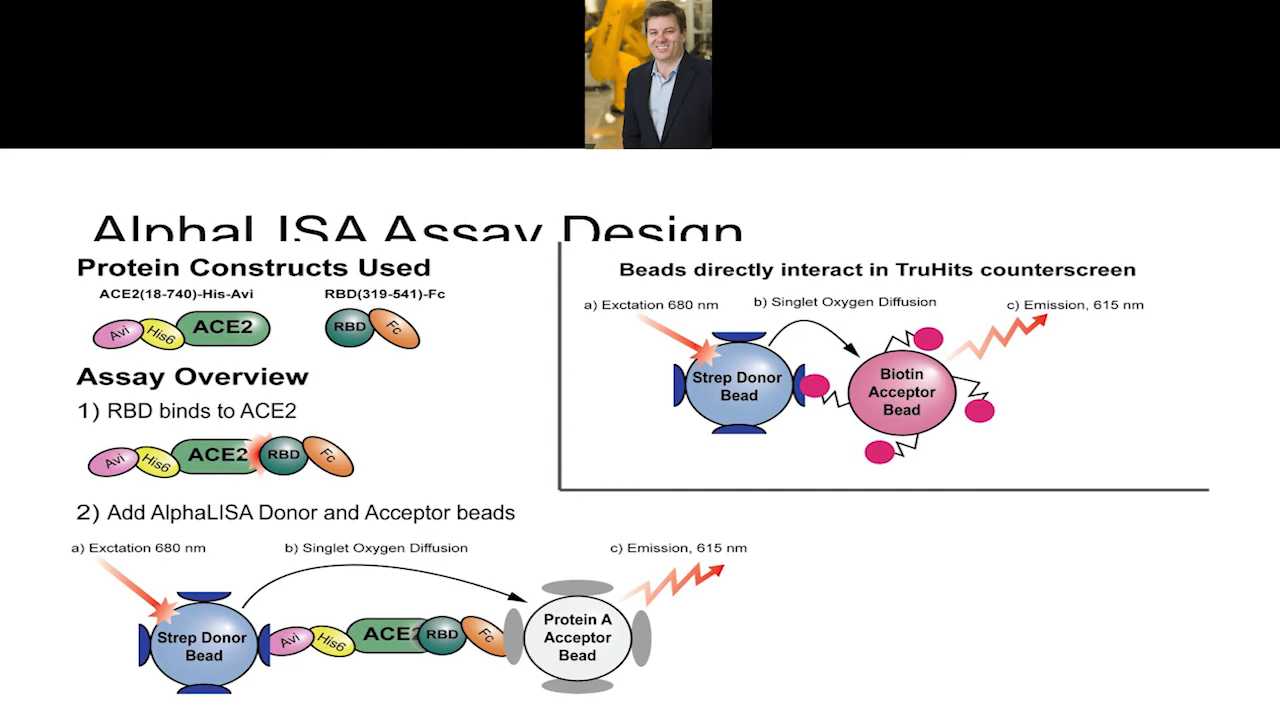 AlphaLISA Assay Design
Protein Constructs Used
ACE2(18-740)-His-Avi
RBD(319-541)-Fc
Avi
His6
ACE2
RBD
Fc
Assay Overview
1) RBD binds to ACE2
Avi
His6
ACE2
RBD
Fc
2) Add AlphaLISA Donor and Acceptor beads
a) Exctation 680 nm
b) Singlet Oxygen Diffusion
c) Emission, 615 nm
Strep Donor
Bead
Avi
His6
ACE2
RBD
Fc
Protein A
Acceptor
Bead
Beads directly interact in TruHits counterscreen
a) Exctation 680 nm
b) Singlet Oxygen Diffusion
c) Emission, 615 nm
Strep Donor
Bead
Biotin
Acceptor
Bead